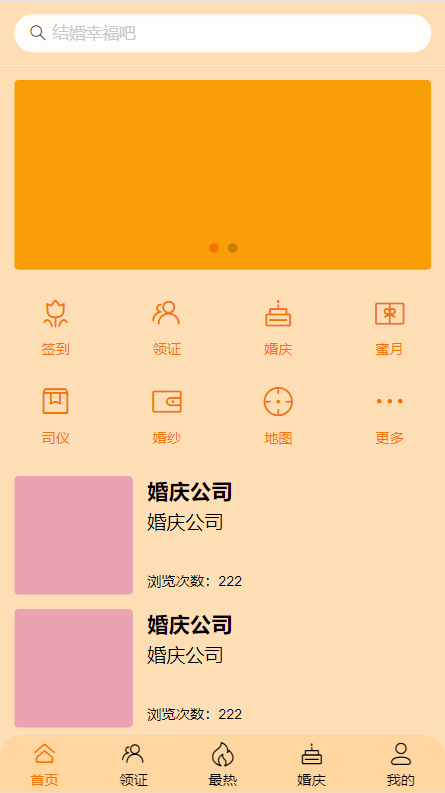 结婚幸福吧
签到 领证 婚庆 蜜月
司仪 婚纱 地图 更多
婚庆公司
婚庆公司
浏览次数：222
婚庆公司
婚庆公司
浏览次数：222
首页 领证 最热 婚庆 我的